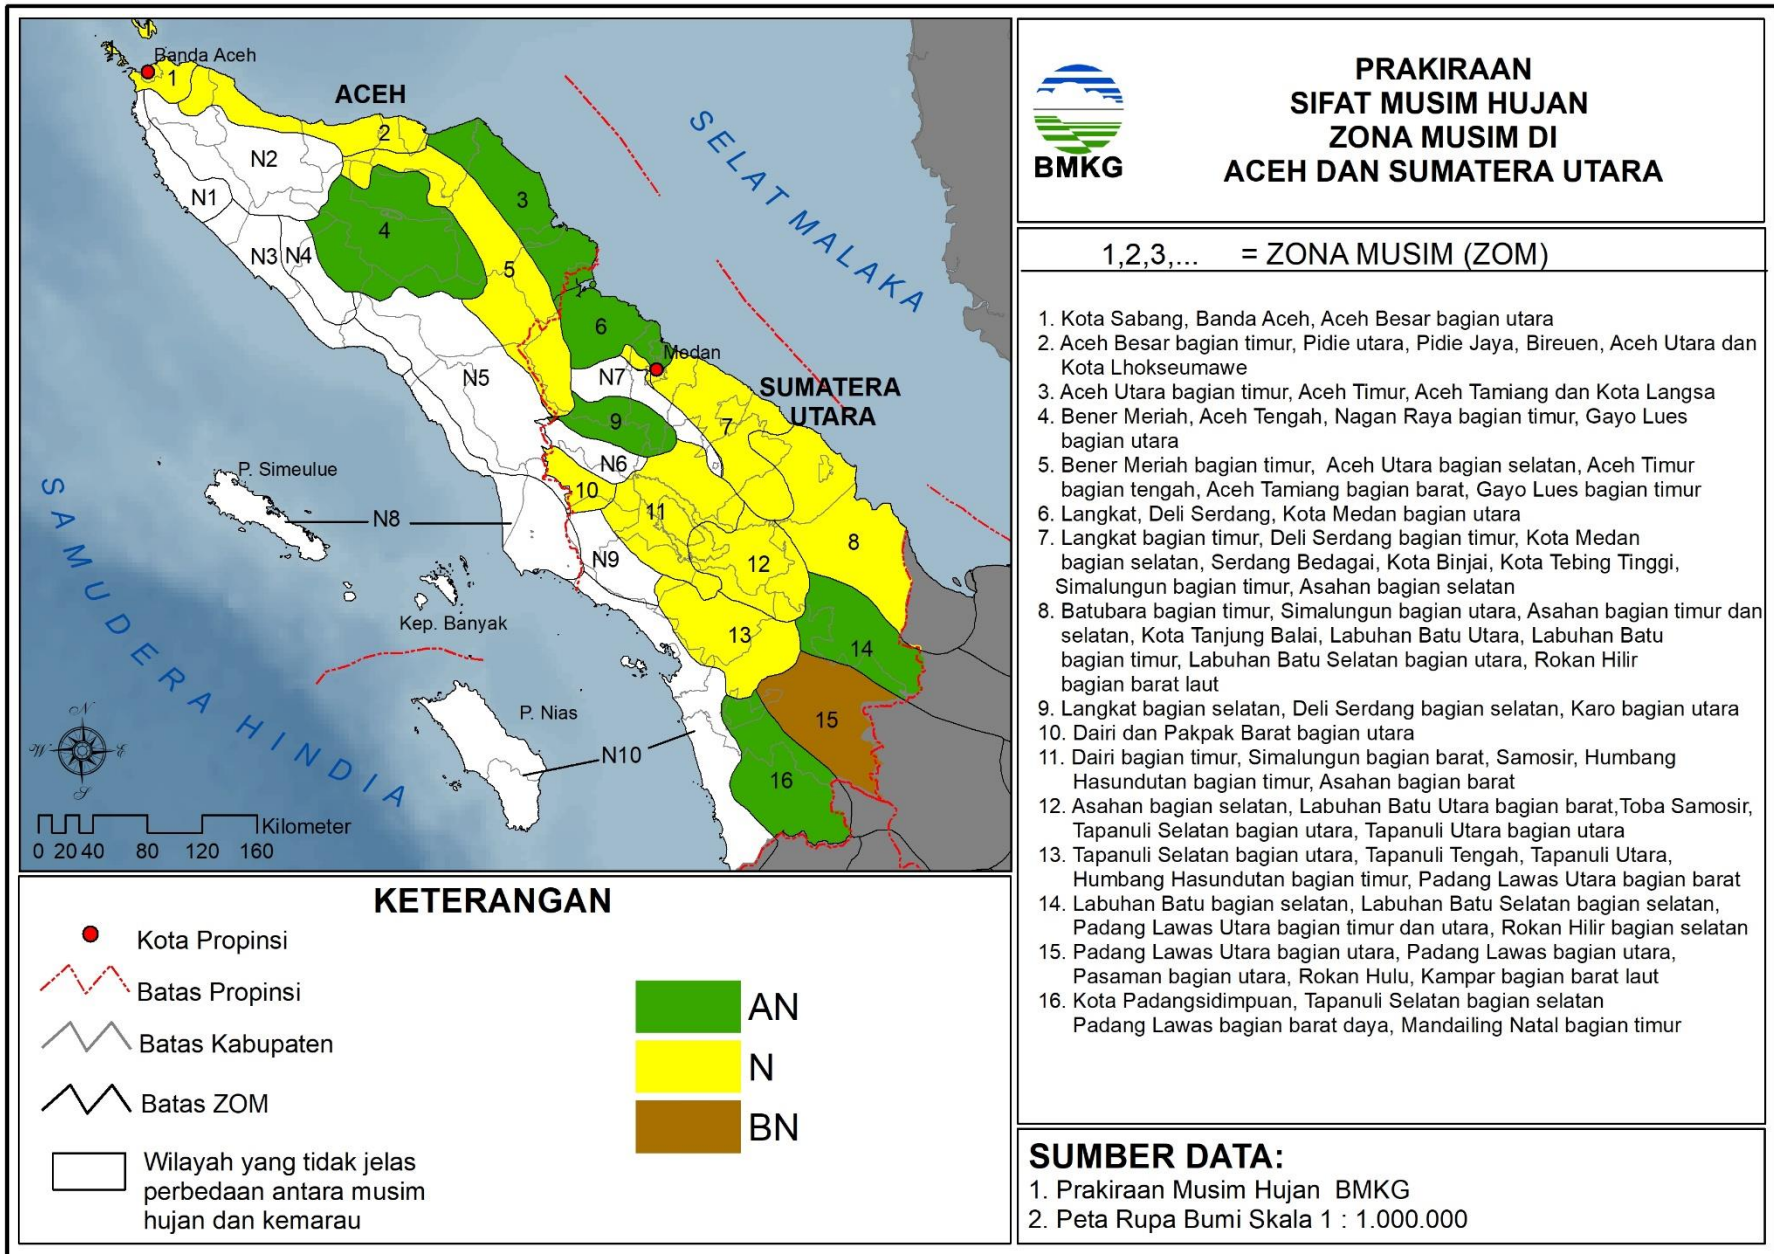 Banda Aceh
1
ACEH
2
N2
N1
3
4
N3
N4
5
SELAT MALAKA
6
Medan
N7
SUMATERA
UTARA
N5
9
7
N6
P. Simeulue
10
N8
11
8
N9
12
SAMUDERA HINDIA
Kep. Banyak
13
14
P. Nias
15
N10
16
N
W
E
S
Kilometer
0 20 40 80 120 160
PRAKIRAAN
SIFAT MUSIM HUJAN
ZONA MUSIM DI
ACEH DAN SUMATERA UTARA
BMKG
1,2,3,... = ZONA MUSIM (ZOM)
1. Kota Sabang, Banda Aceh, Aceh Besar bagian utara
2. Aceh Besar bagian timur, Pidie utara, Pidie Jaya, Bireuen, Aceh Utara dan
Kota Lhokseumawe
3. Aceh Utara bagian timur, Aceh Timur, Aceh Tamiang dan Kota Langsa
4. Bener Meriah, Aceh Tengah, Nagan Raya bagian timur, Gayo Lues
bagian utara
5. Bener Meriah bagian timur, Aceh Utara bagian selatan, Aceh Timur
bagian tengah, Aceh Tamiang bagian barat, Gayo Lues bagian timur
6. Langkat, Deli Serdang, Kota Medan bagian utara
7. Langkat bagian timur, Deli Serdang bagian timur, Kota Medan
bagian selatan, Serdang Bedagai, Kota Binjai, Kota Tebing Tinggi,
Simalungun bagian timur, Asahan bagian selatan
8. Batubara bagian timur, Simalungun bagian utara, Asahan bagian timur dan
selatan, Kota Tanjung Balai, Labuhan Batu Utara, Labuhan Batu
bagian timur, Labuhan Batu Selatan bagian utara, Rokan Hilir
bagian barat laut
9. Langkat bagian selatan, Deli Serdang bagian selatan, Karo bagian utara
10. Dairi dan Pakpak Barat bagian utara
11. Dairi bagian timur, Simalungun bagian barat, Samosir, Humbang
Hasundutan bagian timur, Asahan bagian barat
12. Asahan bagian selatan, Labuhan Batu Utara bagian barat,Toba Samosir,
Tapanuli Selatan bagian utara, Tapanuli Utara bagian utara
13. Tapanuli Selatan bagian utara, Tapanuli Tengah, Tapanuli Utara,
Humbang Hasundutan bagian timur, Padang Lawas Utara bagian barat
14. Labuhan Batu bagian selatan, Labuhan Batu Selatan bagian selatan,
Padang Lawas Utara bagian timur dan utara, Rokan Hilir bagian selatan
15. Padang Lawas Utara bagian utara, Padang Lawas bagian utara,
Pasaman bagian utara, Rokan Hulu, Kampar bagian barat laut
16. Kota Padangsidimpuan, Tapanuli Selatan bagian selatan
Padang Lawas bagian barat daya, Mandailing Natal bagian timur
KETERANGAN
Kota Propinsi
Batas Propinsi
Batas Kabupaten
Batas ZOM
Wilayah yang tidak jelas
perbedaan antara musim
hujan dan kemarau
AN
N
BN
SUMBER DATA:
1. Prakiraan Musim Hujan BMKG
2. Peta Rupa Bumi Skala 1 : 1.000.000